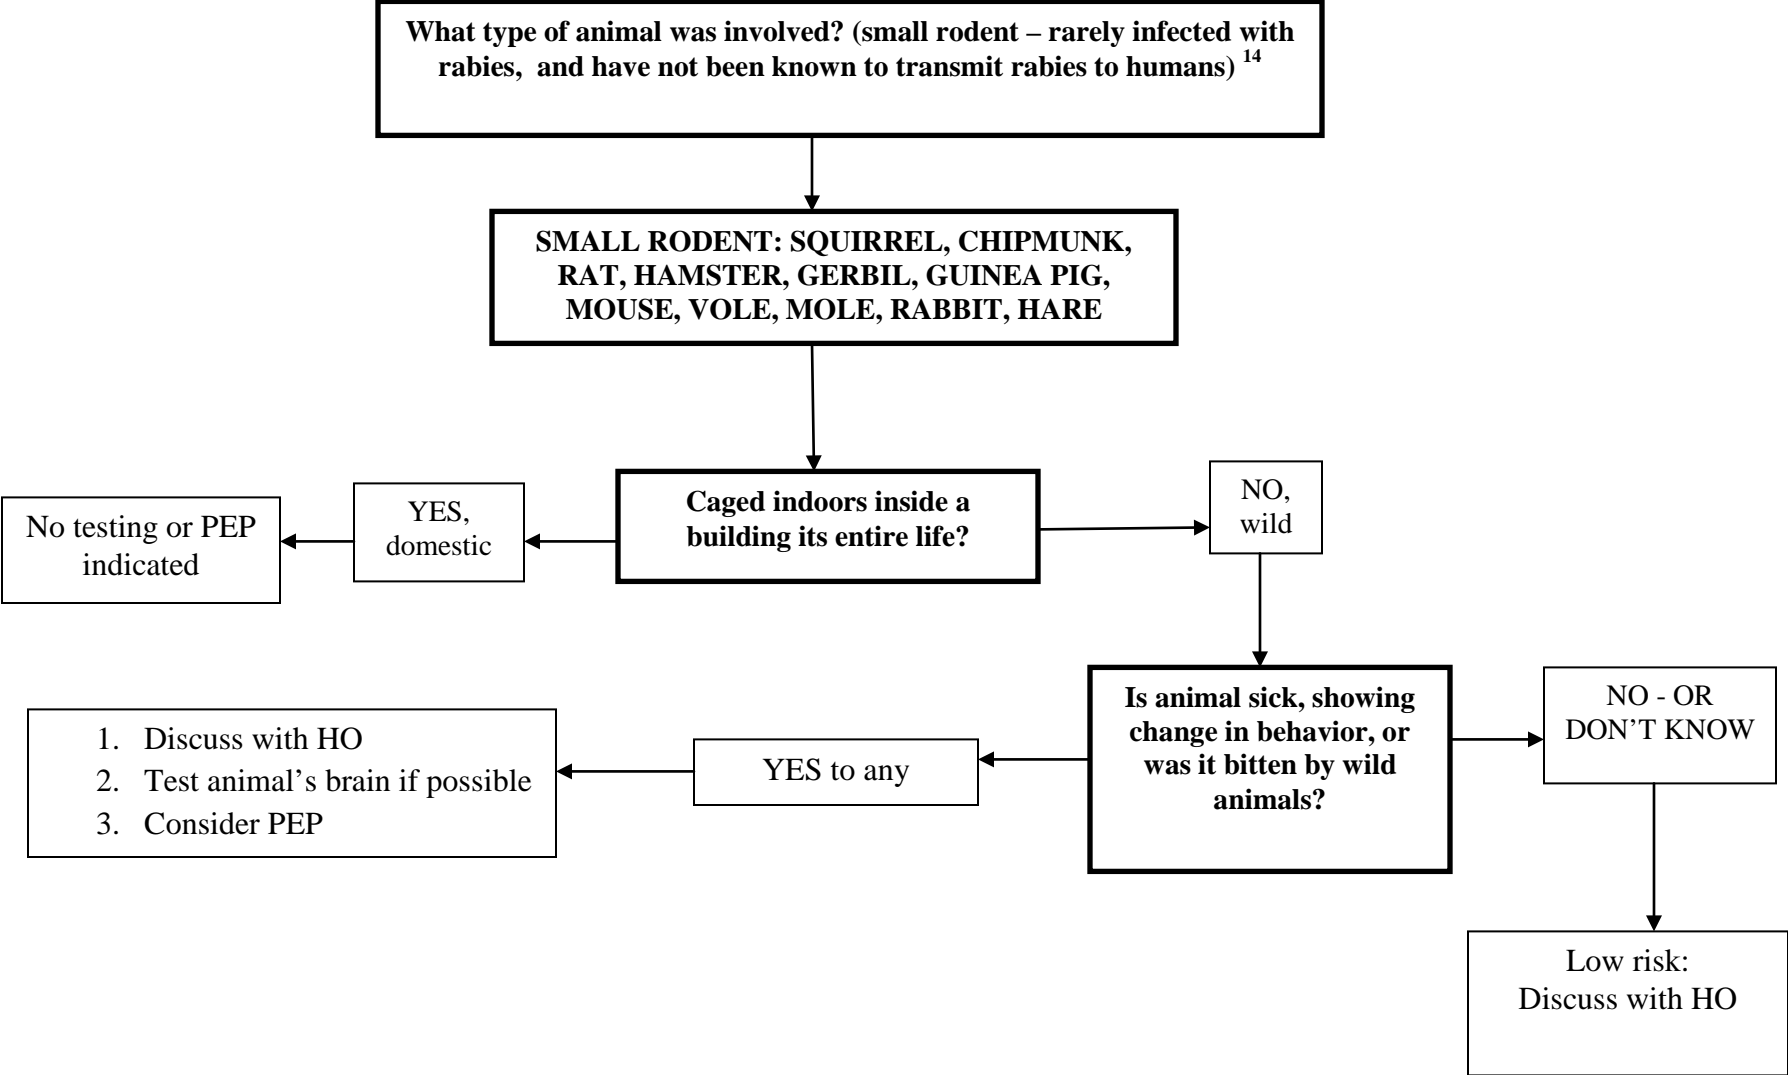 What type of animal was involved? (small rodent – rarely infected with
rabies,  and have not been known to transmit rabies to humans) 14
SMALL RODENT: SQUIRREL, CHIPMUNK,
RAT, HAMSTER, GERBIL, GUINEA PIG,
MOUSE, VOLE, MOLE, RABBIT, HARE
Caged indoors inside a
building its entire life?
YES,
domestic
No testing or PEP
indicated
NO,
wild
Is animal sick, showing
change in behavior, or
was it bitten by wild
animals?
YES to any
1. Discuss with HO
2. Test animal’s brain if possible
3. Consider PEP
NO - OR
DON’T KNOW
Low risk:
Discuss with HO